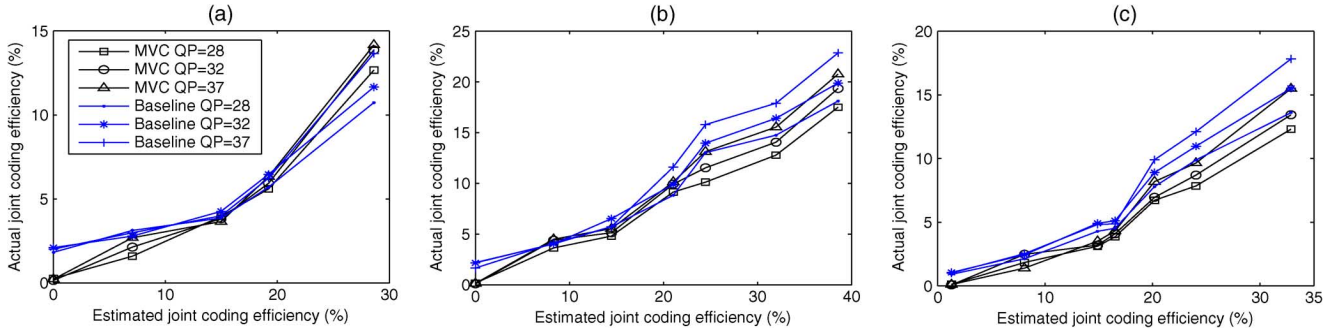 (a)
Actual joint coding efficiency (%)
15
10
5
0
MVC QP=28
MVC QP=32
MVC QP=37
Baseline QP=28
Baseline QP=32
Baseline QP=37
0 10 20 30
Estimated joint coding efficiency (%)
(b)
Actual joint coding efficiency (%)
25
20
15
10
5
0
0 10 20 30 40
Estimated joint coding efficiency (%)
(c)
Actual joint coding efficiency (%)
20
15
10
5
0
0 10 20 30 35
Estimated joint coding efficiency (%)